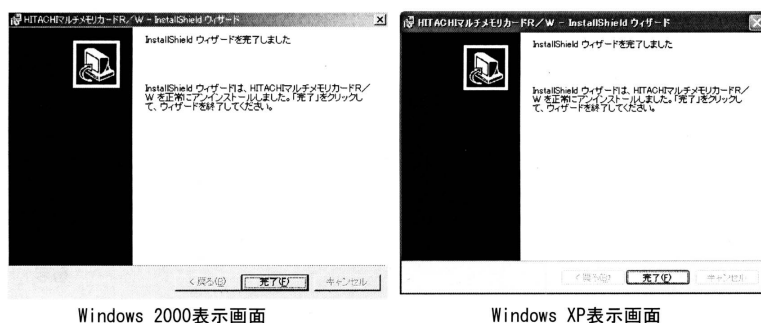 HITACHIマルチメモリカードR/W - InstallShield ウィザード
InstallShield ウィザードを完了しました
InstallShield ウィザードは、HITACHIマルチメモリカードR/
W を正常にアンインストールしました。「完了」をクリックし
て、ウィザードを終了してください。
< 戻る(B)
完了(F)
キャンセル
Windows 2000表示画面
HITACHIマルチメモリカードR/W - InstallShield ウィザード
InstallShield ウィザードを完了しました
InstallShield ウィザードは、HITACHIマルチメモリカードR/
W を正常にアンインストールしました。「完了」をクリックし
て、ウィザードを終了してください。
< 戻る(B)
完了(F)
キャンセル
Windows XP表示画面